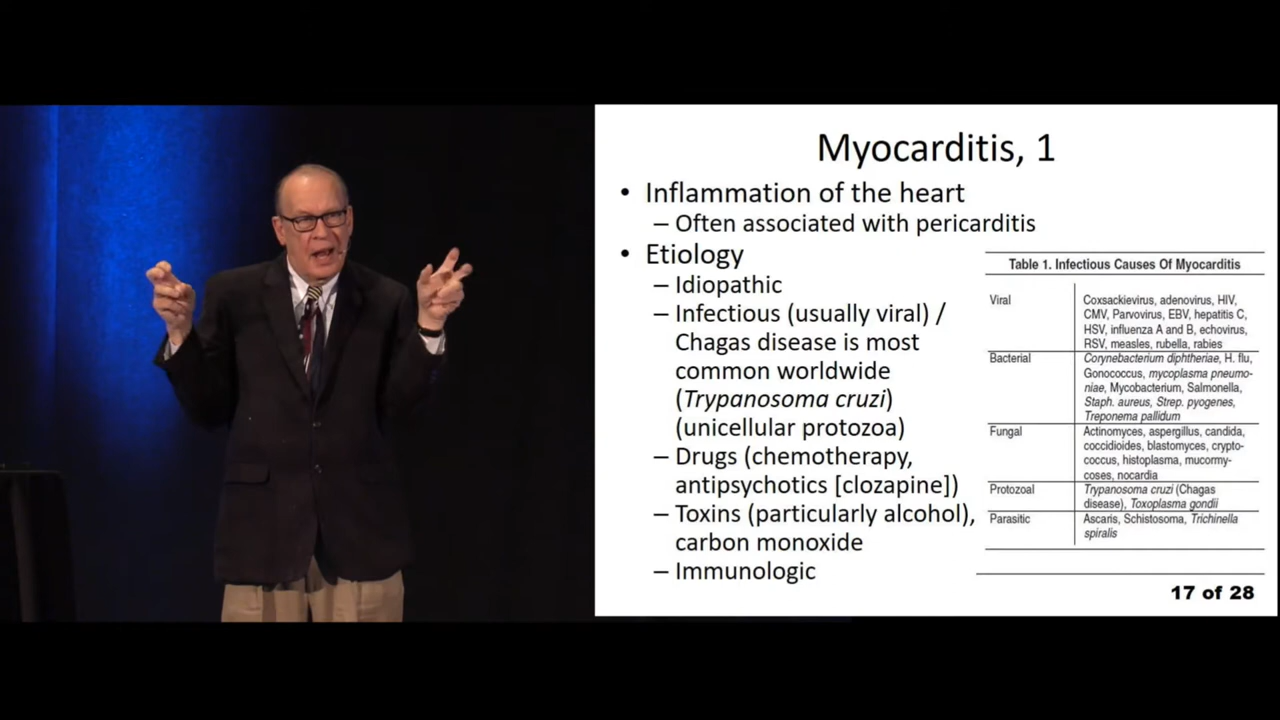 Myocarditis, 1
• Inflammation of the heart
– Often associated with pericarditis
• Etiology
– Idiopathic
– Infectious (usually viral) /
Chagas disease is most
common worldwide
(Trypanosoma cruzi)
(unicellular protozoa)
– Drugs (chemotherapy,
antipsychotics [clozapine])
– Toxins (particularly alcohol),
carbon monoxide
– Immunologic
Table 1. Infectious Causes Of Myocarditis
Viral
Coxsackievirus, adenovirus, HIV,
CMV, Parvovirus, EBV, hepatitis C,
HSV, influenza A and B, echovirus,
RSV, measles, rubella, rabies
Bacterial
Corynebacterium diphtheriae, H. flu,
Gonococcus, mycoplasma pneumo-
niae, Mycobacterium, Salmonella,
Staph. aureus, Strep. pyogenes,
Treponema pallidum
Fungal
Actinomyces, aspergillus, candida,
coccidioides, blastomyces, crypto-
coccus, histoplasma, mucormy-
coses, nocardia
Protozoal
Trypanosoma cruzi (Chagas
disease), Toxoplasma gondii
Parasitic
Ascaris, Schistosoma, Trichinella
spiralis
17 of 28